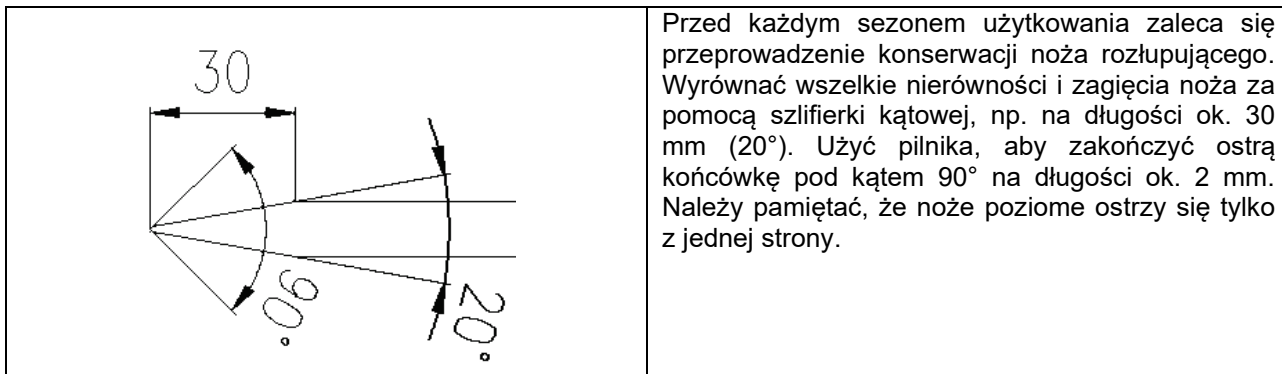 30
90°
20°
Przed każdym sezonem użytkowania zaleca się
przeprowadzenie konserwacji noża rozłupującego.
Wyrównać wszelkie nierówności i zagięcia noża za
pomocą szlifierki kątowej, np. na długości ok. 30
mm (20°). Użyć pilnika, aby zakończyć ostrą
końcówkę pod kątem 90° na długości ok. 2 mm.
Należy pamiętać, że noże poziome ostrzy się tylko
z jednej strony.